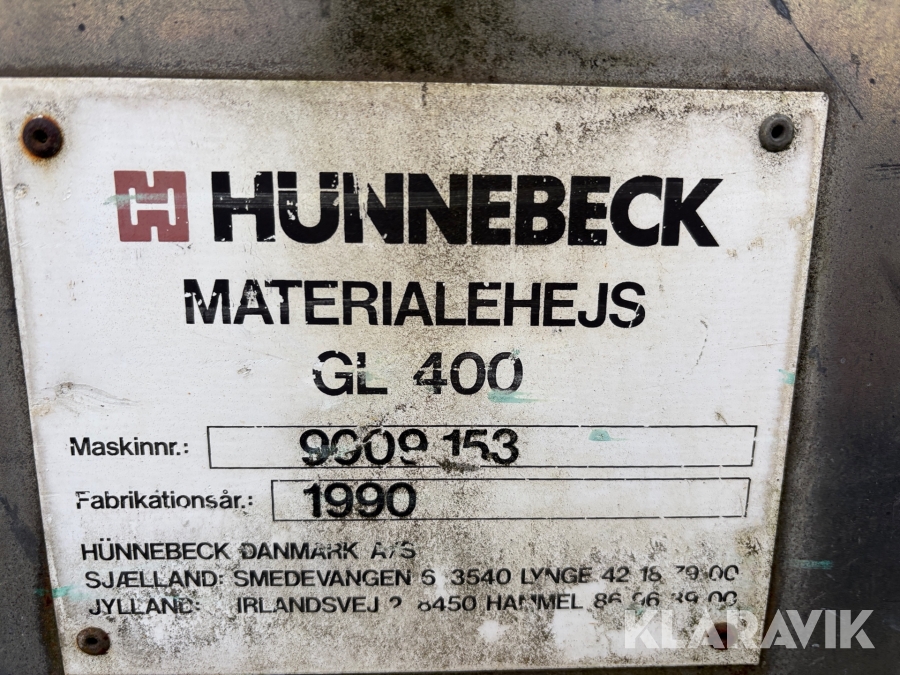 HÜNNEBECK
MATERIALEHEJS
GL 400
Maskinnr.: 9009 153
Fabrikationsår.: 1990
HÜNNEBECK DANMARK A/S
SJÆLLAND: SMEDEVANGEN 6 3540 LYNGE 42 18 79 00
JYLLAND: IRLANDSVEJ 2 8450 HAMMEL 86 96 39 00
KLARAVIK